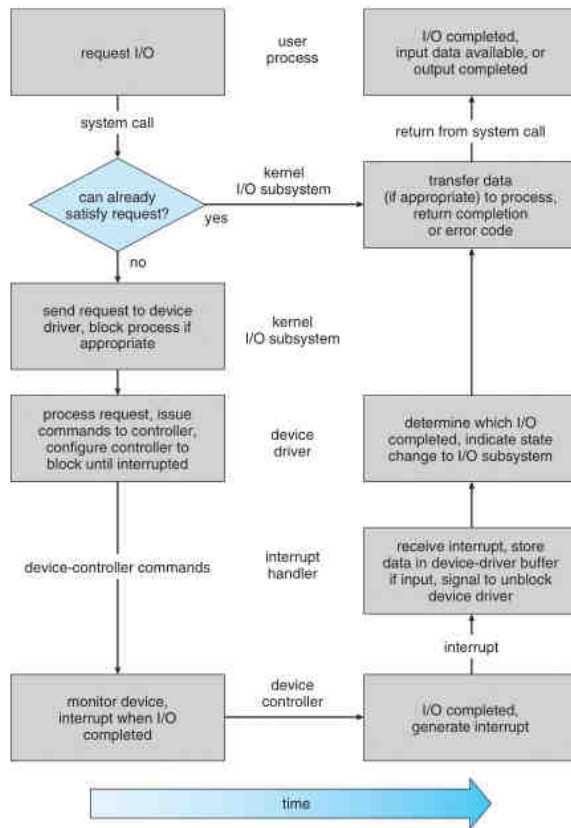 request I/O
user
process
I/O completed,
input data available, or
output completed
system call
return from system call
can already
satisfy request?
no
yes
kernel
I/O subsystem
transfer data
(if appropriate) to process,
return completion
or error code
send request to device
driver, block process if
appropriate
kernel
I/O subsystem
process request, issue
commands to controller,
configure controller to
block until interrupted
device
driver
determine which I/O
completed, indicate state
change to I/O subsystem
device-controller commands
interrupt
handler
receive interrupt, store
data in device-driver buffer
if input, signal to unblock
device driver
interrupt
monitor device,
interrupt when I/O
completed
device
controller
I/O completed,
generate interrupt
time